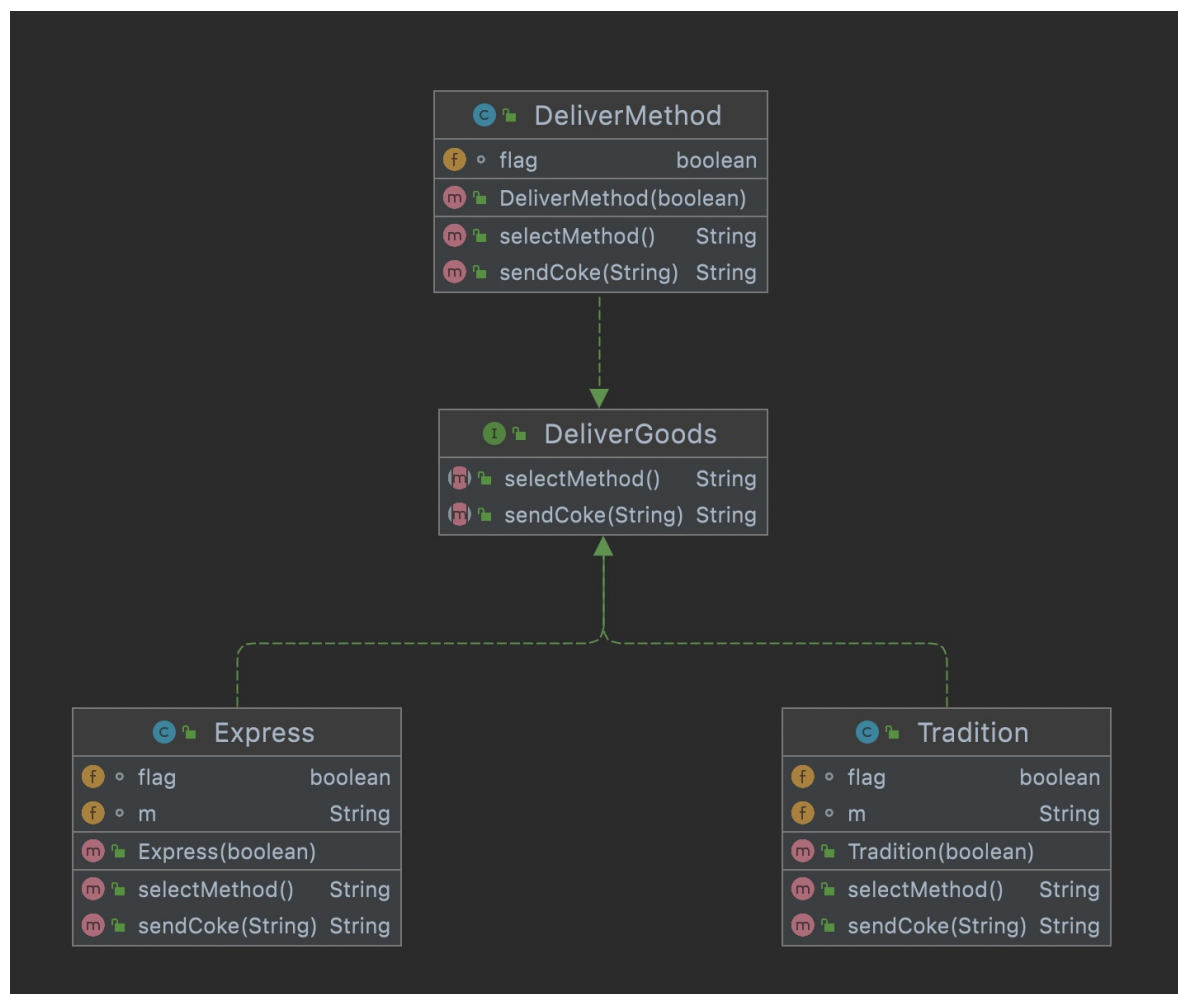 DeliverMethod
flag boolean
DeliverMethod(boolean)
selectMethod() String
sendCoke(String) String
DeliverGoods
selectMethod() String
sendCoke(String) String
Express
flag boolean
m String
Express(boolean)
selectMethod() String
sendCoke(String) String
Tradition
flag boolean
m String
Tradition(boolean)
selectMethod() String
sendCoke(String) String